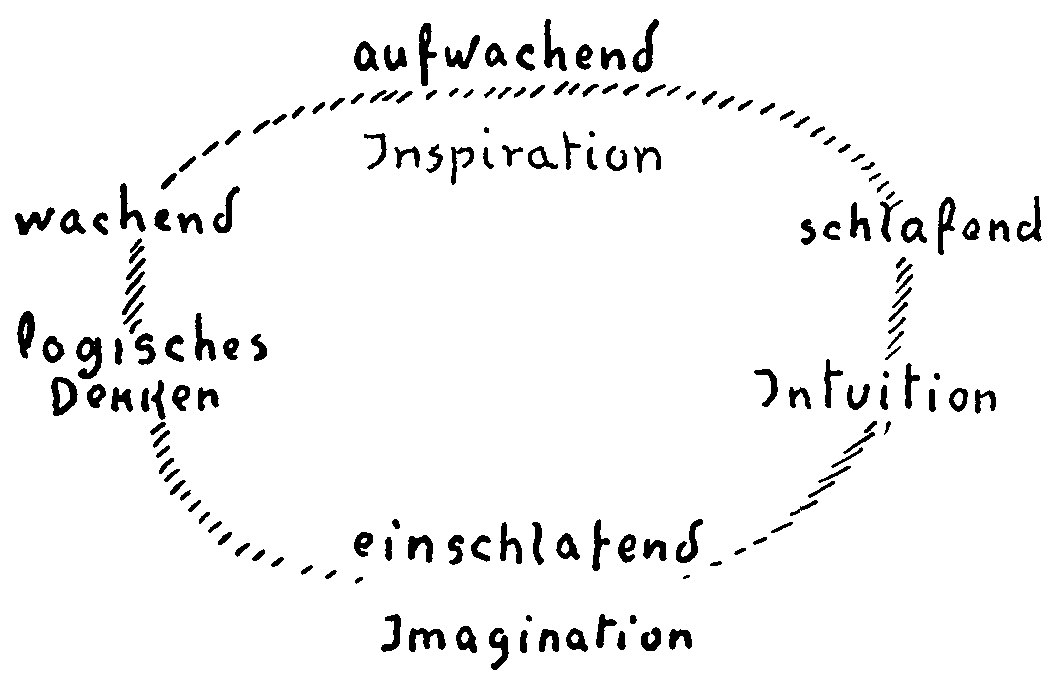 aufwachend
Inspiration
wachend
schlafend
logisches
Denken
Intuition
einschlafend
Imagination